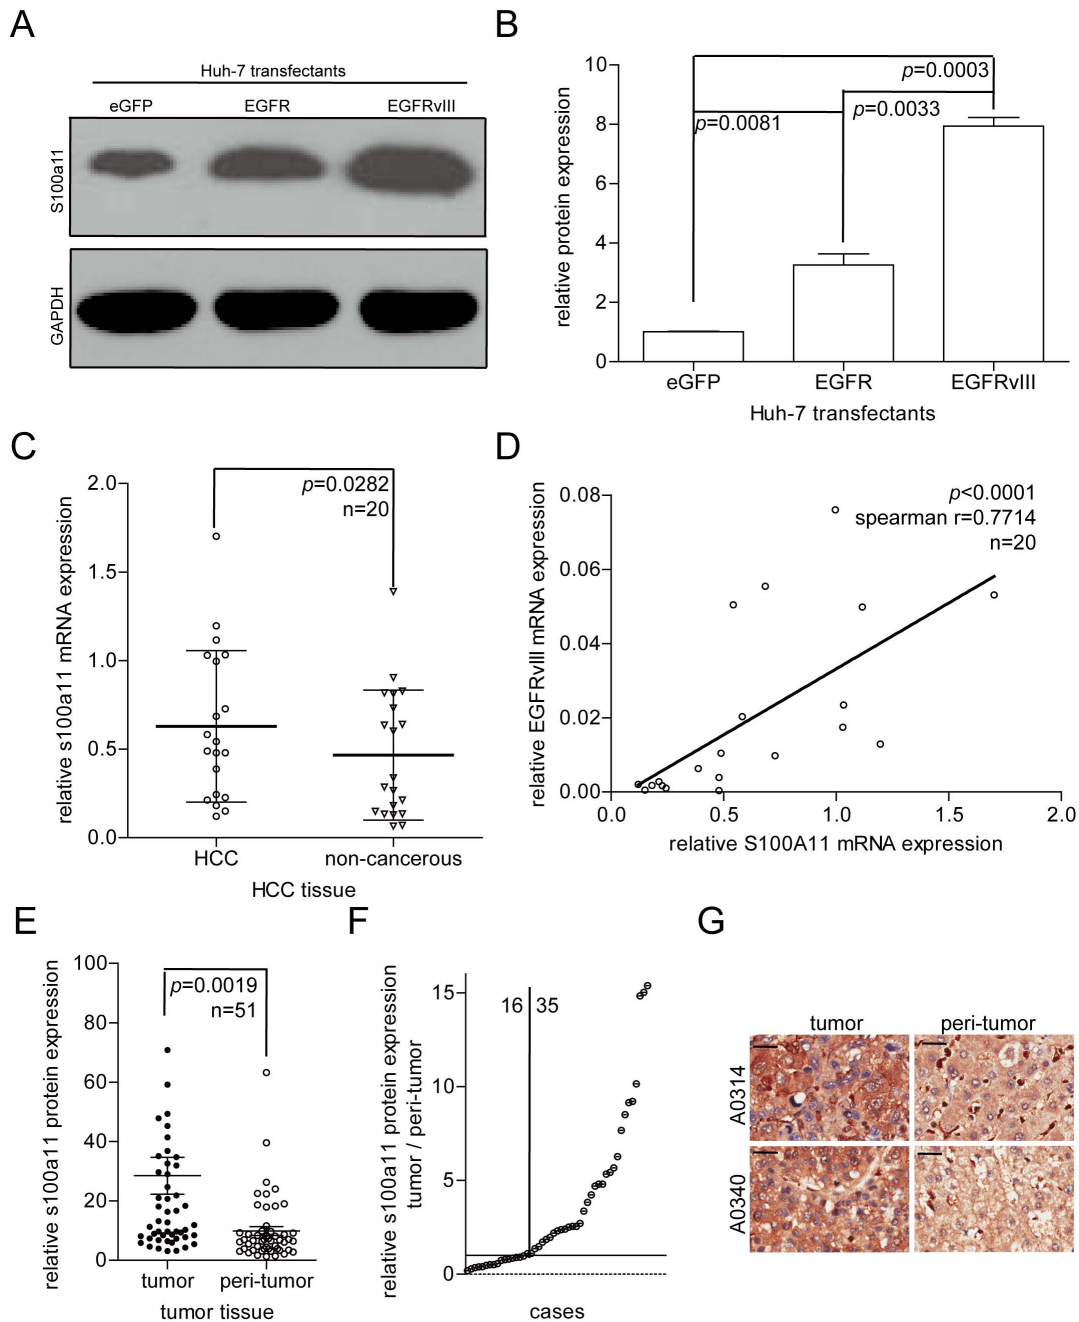 A
Huh-7 transfectants
eGFP EGFR EGFRvIII
S100a11
GAPDH
B
relative protein expression
10
8
6
4
2
0
p=0.0003
p=0.0033
p=0.0081
eGFP EGFR EGFRvIII
Huh-7 transfectants
C
relative s100a11 mRNA expression
2.0
1.5
1.0
0.5
0.0
p=0.0282
n=20
HCC non-cancerous
HCC tissue
D
relative EGFRvIII mRNA expression
0.08
0.06
0.04
0.02
0.00
p<0.0001
spearman r=0.7714
n=20
0.0 0.5 1.0 1.5 2.0
relative S100A11 mRNA expression
E
relative s100a11 protein expression
100
80
60
40
20
0
p=0.0019
n=51
tumor peri-tumor
tumor tissue
F
relative s100a11 protein expression
tumor / peri-tumor
15
10
5
0
16 35
cases
G
tumor peri-tumor
A0314
A0340